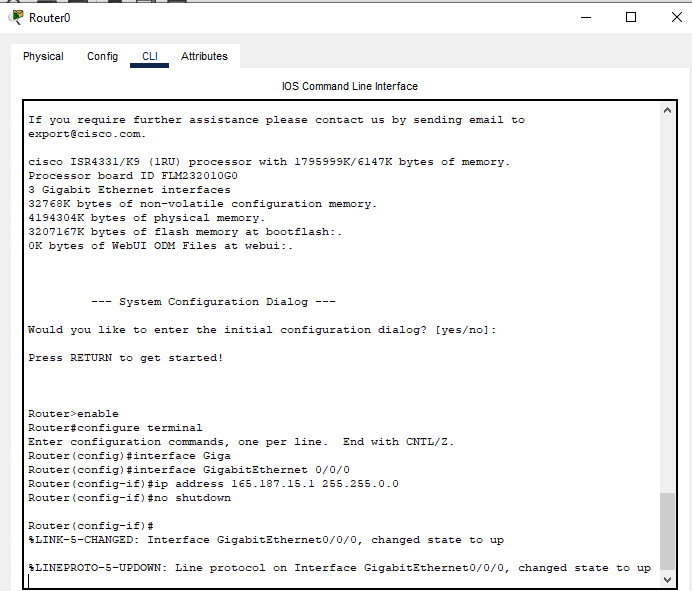 Router0
Physical Config CLI Attributes
IOS Command Line Interface
If you require further assistance please contact us by sending email to
export@cisco.com.
cisco ISR4331/K9 (1RU) processor with 1795999K/6147K bytes of memory.
Processor board ID FLM232010G0
3 Gigabit Ethernet interfaces
32768K bytes of non-volatile configuration memory.
4194304K bytes of physical memory.
3207167K bytes of flash memory at bootflash:.
0K bytes of WebUI ODM Files at webui:.
--- System Configuration Dialog ---
Would you like to enter the initial configuration dialog? [yes/no]:
Press RETURN to get started!
Router>enable
Router#configure terminal
Enter configuration commands, one per line.  End with CNTL/Z.
Router(config)#interface Giga
Router(config)#interface GigabitEthernet 0/0/0
Router(config-if)#ip address 165.187.15.1 255.255.0.0
Router(config-if)#no shutdown
Router(config-if)#
%LINK-5-CHANGED: Interface GigabitEthernet0/0/0, changed state to up
%LINEPROTO-5-UPDOWN: Line protocol on Interface GigabitEthernet0/0/0, changed state to up